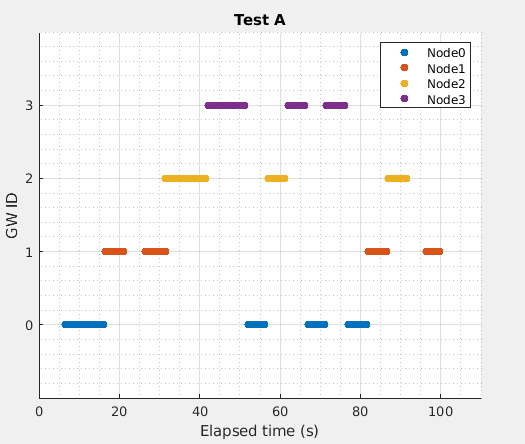 Test A
Node0
Node1
Node2
Node3
3
2
1
0
GW ID
0 20 40 60 80 100
Elapsed time (s)